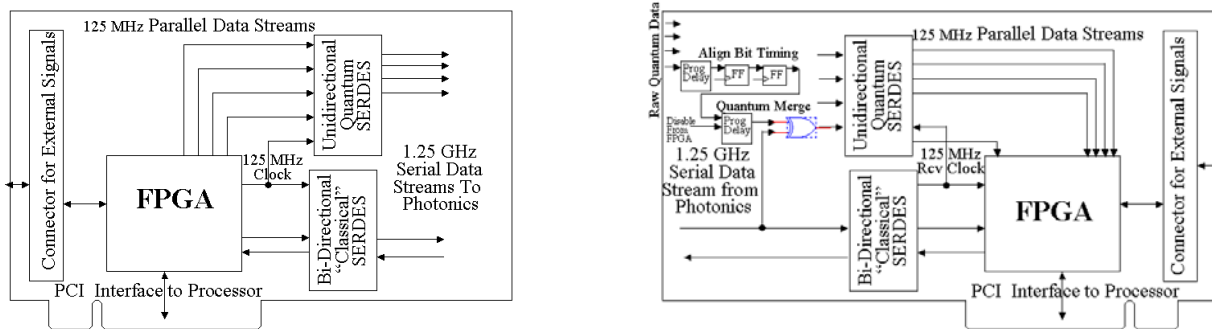 125 MHz Parallel Data Streams
Connector for External Signals
Unidirectional
Quantum
SERDES
125 MHz
Clock
FPGA
1.25 GHz
Serial Data
Streams To
Photonics
Bi-Directional
“Classical”
SERDES
PCI Interface to Processor
Raw Quantum Data
Align Bit Timing
Prog
Delay
FF
FF
Quantum Merge
Disable
From
FPGA
Prog
Delay
Unidirectional
Quantum
SERDES
125 MHz Parallel Data Streams
1.25 GHz
Serial Data
Stream from
Photonics
125 MHz
Rcv Clock
Bi-Directional
“Classical”
SERDES
FPGA
Connector for External Signals
PCI Interface to Processor